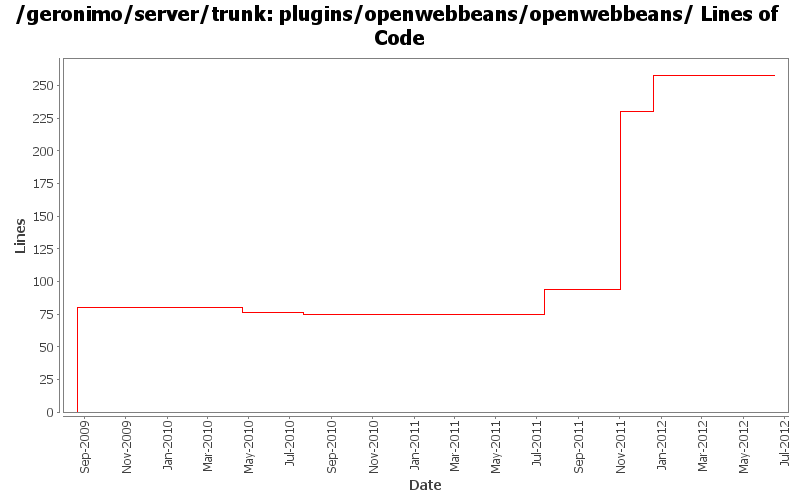 /geronimo/server/trunk: plugins/openwebbeans/openwebbeans/ Lines of
Code
Lines
250
225
200
175
150
125
100
75
50
25
0
Sep-2009
Nov-2009
Jan-2010
Mar-2010
May-2010
Jul-2010
Sep-2010
Nov-2010
Jan-2011
Mar-2011
May-2011
Jul-2011
Sep-2011
Nov-2011
Jan-2012
Mar-2012
May-2012
Jul-2012
Date